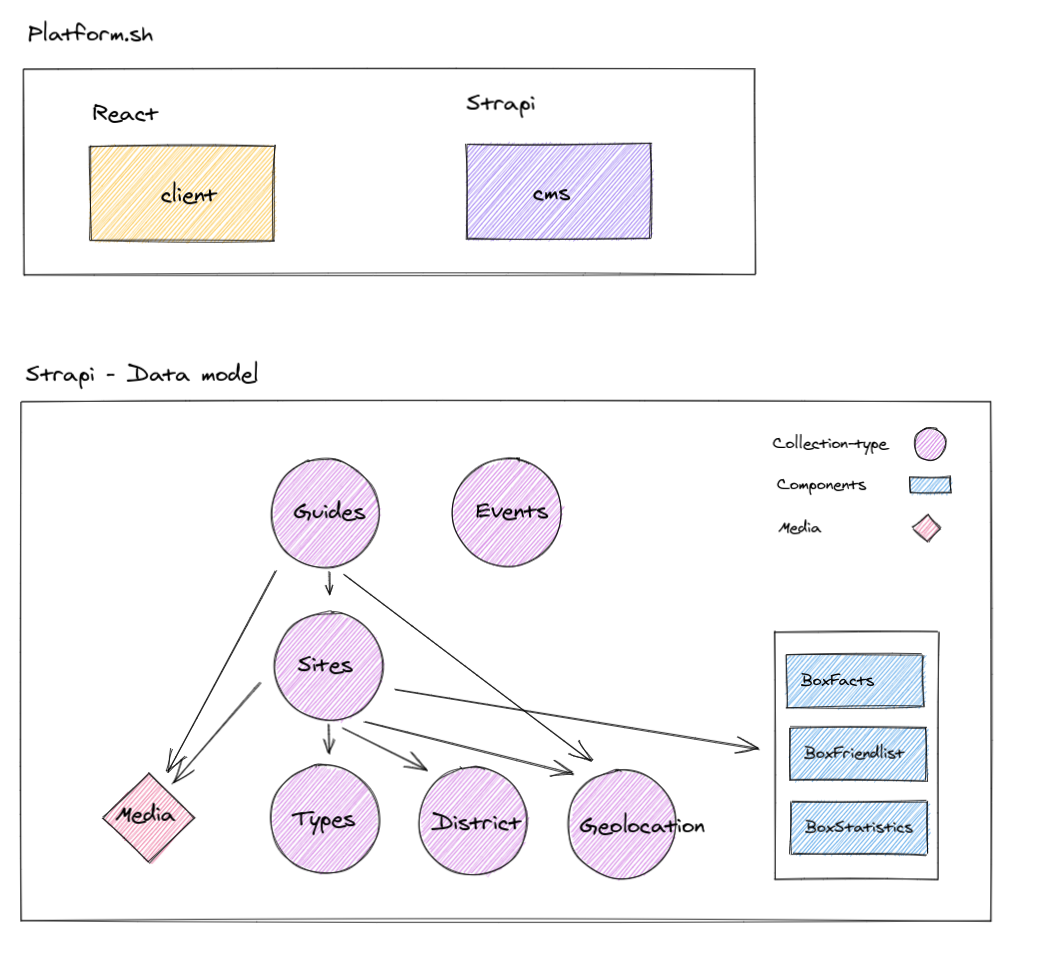 Platform.sh
React
Strapi
client
cms
Strapi - Data model
Collection-type
Components
Media
Guides
Events
Sites
BoxFacts
BoxFriendlist
BoxStatistics
Media
Types
District
Geolocation